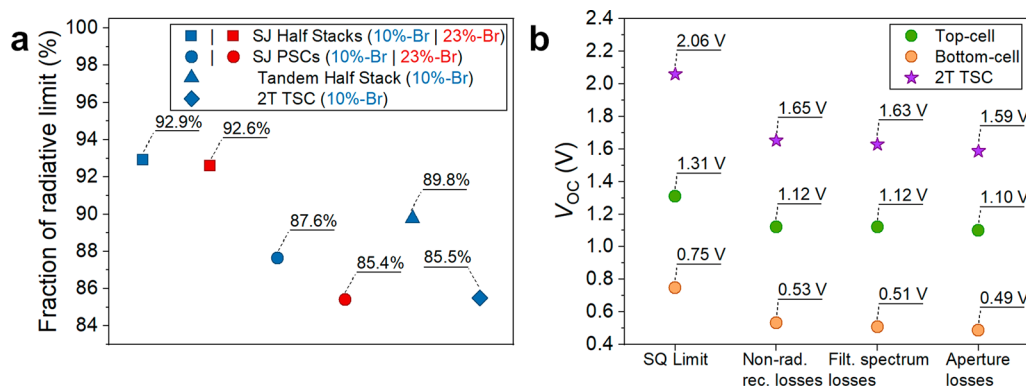 a
Fraction of radiative limit (%)
100
98
96
94
92
90
88
86
84
| SJ Half Stacks (10%-Br | 23%-Br)
| SJ PSCs (10%-Br | 23%-Br)
Tandem Half Stack (10%-Br)
2T TSC (10%-Br)
92.9%
92.6%
87.6%
85.4%
89.8%
85.5%
b
VOC (V)
2.4
2.2
2.0
1.8
1.6
1.4
1.2
1.0
0.8
0.6
0.4
Top-cell
Bottom-cell
2T TSC
2.06 V
1.65 V
1.63 V
1.59 V
1.31 V
1.12 V
1.12 V
1.10 V
0.75 V
0.53 V
0.51 V
0.49 V
SQ Limit
Non-rad.
rec. losses
Filt. spectrum
losses
Aperture
losses